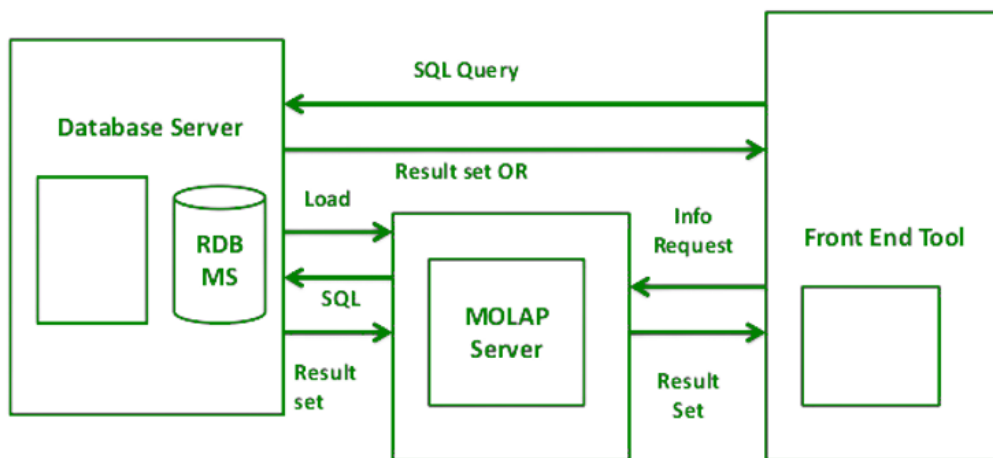 SQL Query
Database Server
Result set OR
Load
RDB
MS
Info
Request
Front End Tool
SQL
MOLAP
Server
Result
set
Result
Set